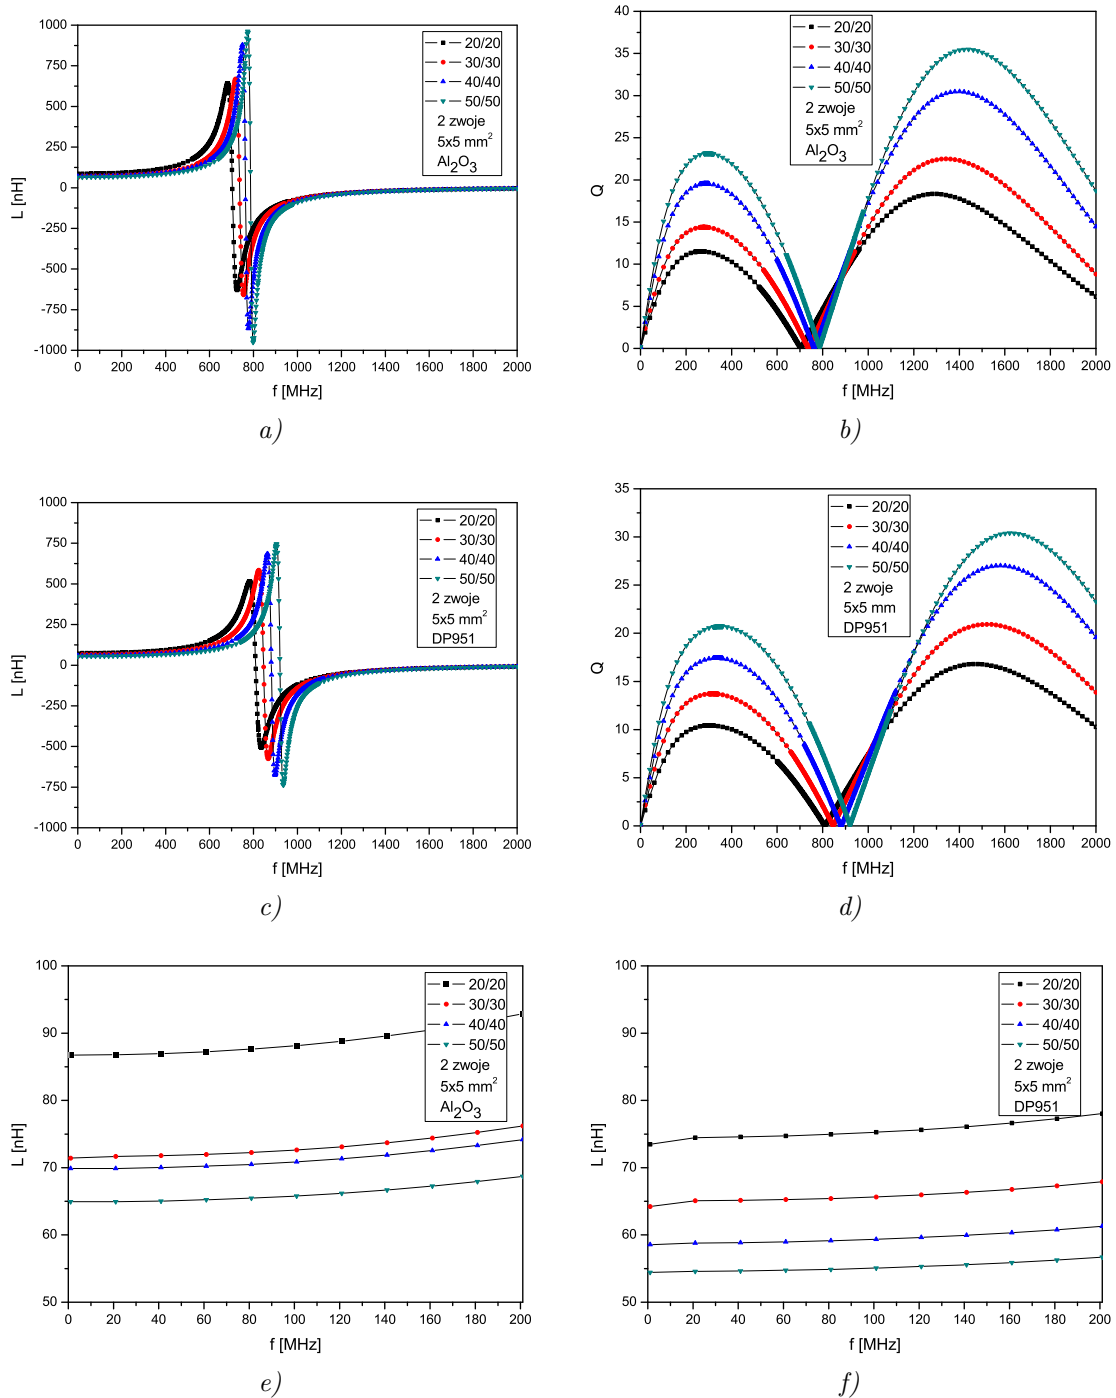 1000
750
500
250
0
-250
-500
-750
-1000
L [nH]
0 200 400 600 800 1000 1200 1400 1600 1800 2000
f [MHz]
20/20
30/30
40/40
50/50
2 zwoje
5x5 mm²
Al₂O₃
a)
40
35
30
25
20
15
10
5
0
Q
0 200 400 600 800 1000 1200 1400 1600 1800 2000
f [MHz]
20/20
30/30
40/40
50/50
2 zwoje
5x5 mm²
Al₂O₃
b)
1000
750
500
250
0
-250
-500
-750
-1000
L [nH]
0 200 400 600 800 1000 1200 1400 1600 1800 2000
f [MHz]
20/20
30/30
40/40
50/50
2 zwoje
5x5 mm²
DP951
c)
35
30
25
20
15
10
5
0
Q
0 200 400 600 800 1000 1200 1400 1600 1800 2000
f [MHz]
20/20
30/30
40/40
50/50
2 zwoje
5x5 mm
DP951
d)
100
90
80
70
60
50
L [nH]
0 20 40 60 80 100 120 140 160 180 200
f [MHz]
20/20
30/30
40/40
50/50
2 zwoje
5x5 mm²
Al₂O₃
e)
100
90
80
70
60
50
L [nH]
0 20 40 60 80 100 120 140 160 180 200
f [MHz]
20/20
30/30
40/40
50/50
2 zwoje
5x5 mm²
DP951
f)